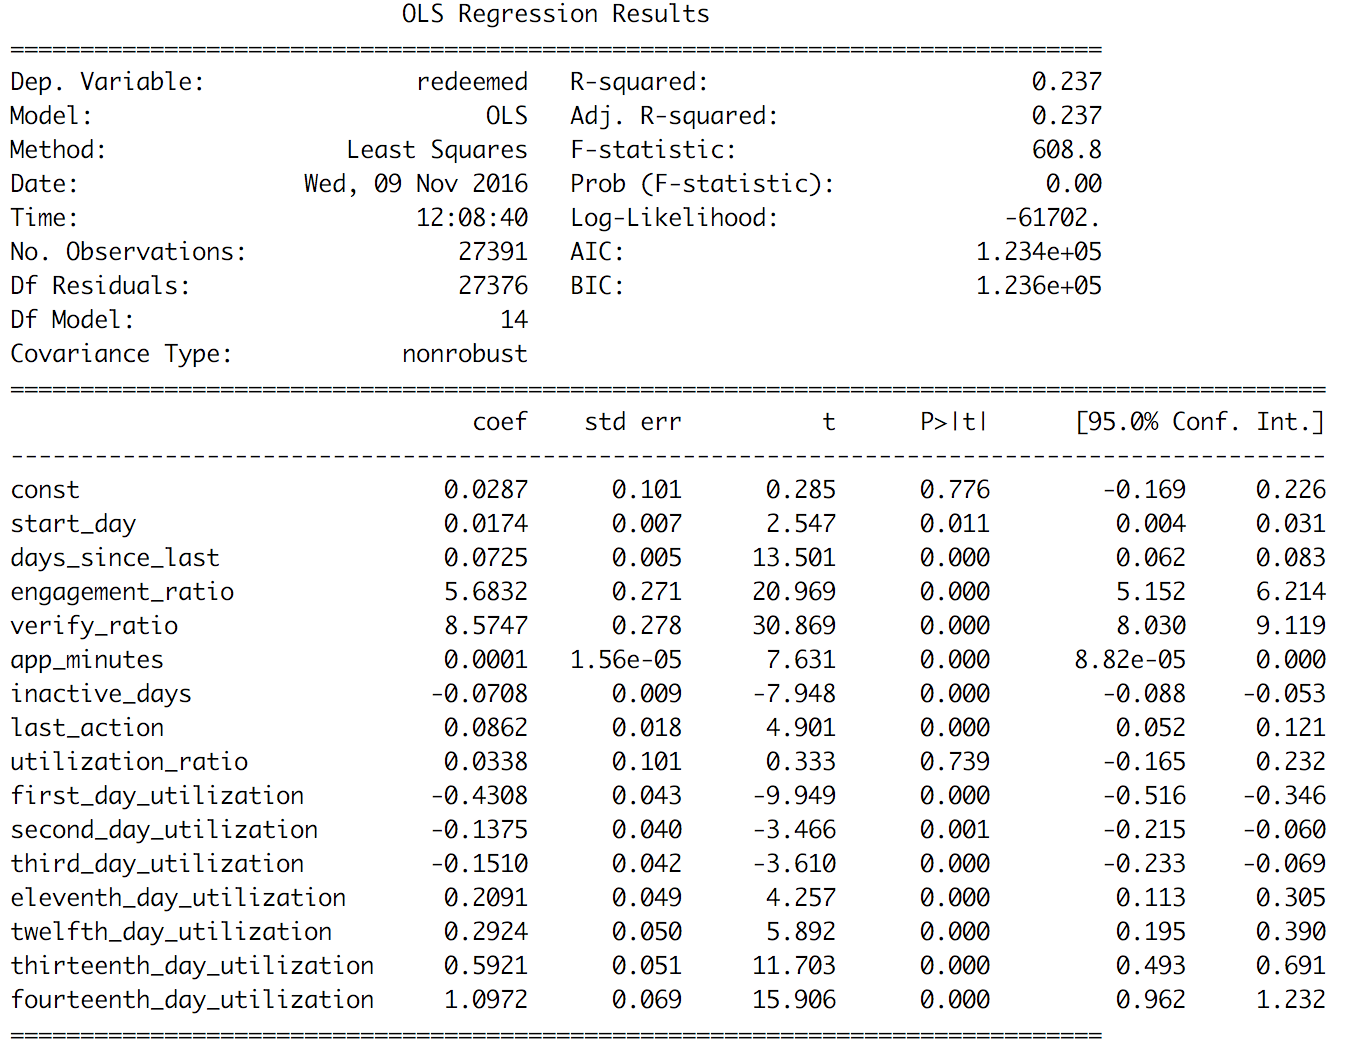 OLS Regression Results
==============================================================================
Dep. Variable: redeemed R-squared: 0.237
Model: OLS Adj. R-squared: 0.237
Method: Least Squares F-statistic: 608.8
Date: Wed, 09 Nov 2016 Prob (F-statistic): 0.00
Time: 12:08:40 Log-Likelihood: -61702.
No. Observations: 27391 AIC: 1.234e+05
Df Residuals: 27376 BIC: 1.236e+05
Df Model: 14
Covariance Type: nonrobust
==============================================================================================
coef std err t P>|t| [95.0% Conf. Int.]
----------------------------------------------------------------------------------------------
const 0.0287 0.101 0.285 0.776 -0.169 0.226
start_day 0.0174 0.007 2.547 0.011 0.004 0.031
days_since_last 0.0725 0.005 13.501 0.000 0.062 0.083
engagement_ratio 5.6832 0.271 20.969 0.000 5.152 6.214
verify_ratio 8.5747 0.278 30.869 0.000 8.030 9.119
app_minutes 0.0001 1.56e-05 7.631 0.000 8.82e-05 0.000
inactive_days -0.0708 0.009 -7.948 0.000 -0.088 -0.053
last_action 0.0862 0.018 4.901 0.000 0.052 0.121
utilization_ratio 0.0338 0.101 0.333 0.739 -0.165 0.232
first_day_utilization -0.4308 0.043 -9.949 0.000 -0.516 -0.346
second_day_utilization -0.1375 0.040 -3.466 0.001 -0.215 -0.060
third_day_utilization -0.1510 0.042 -3.610 0.000 -0.233 -0.069
eleventh_day_utilization 0.2091 0.049 4.257 0.000 0.113 0.305
twelfth_day_utilization 0.2924 0.050 5.892 0.000 0.195 0.390
thirteenth_day_utilization 0.5921 0.051 11.703 0.000 0.493 0.691
fourteenth_day_utilization 1.0972 0.069 15.906 0.000 0.962 1.232
==============================================================================